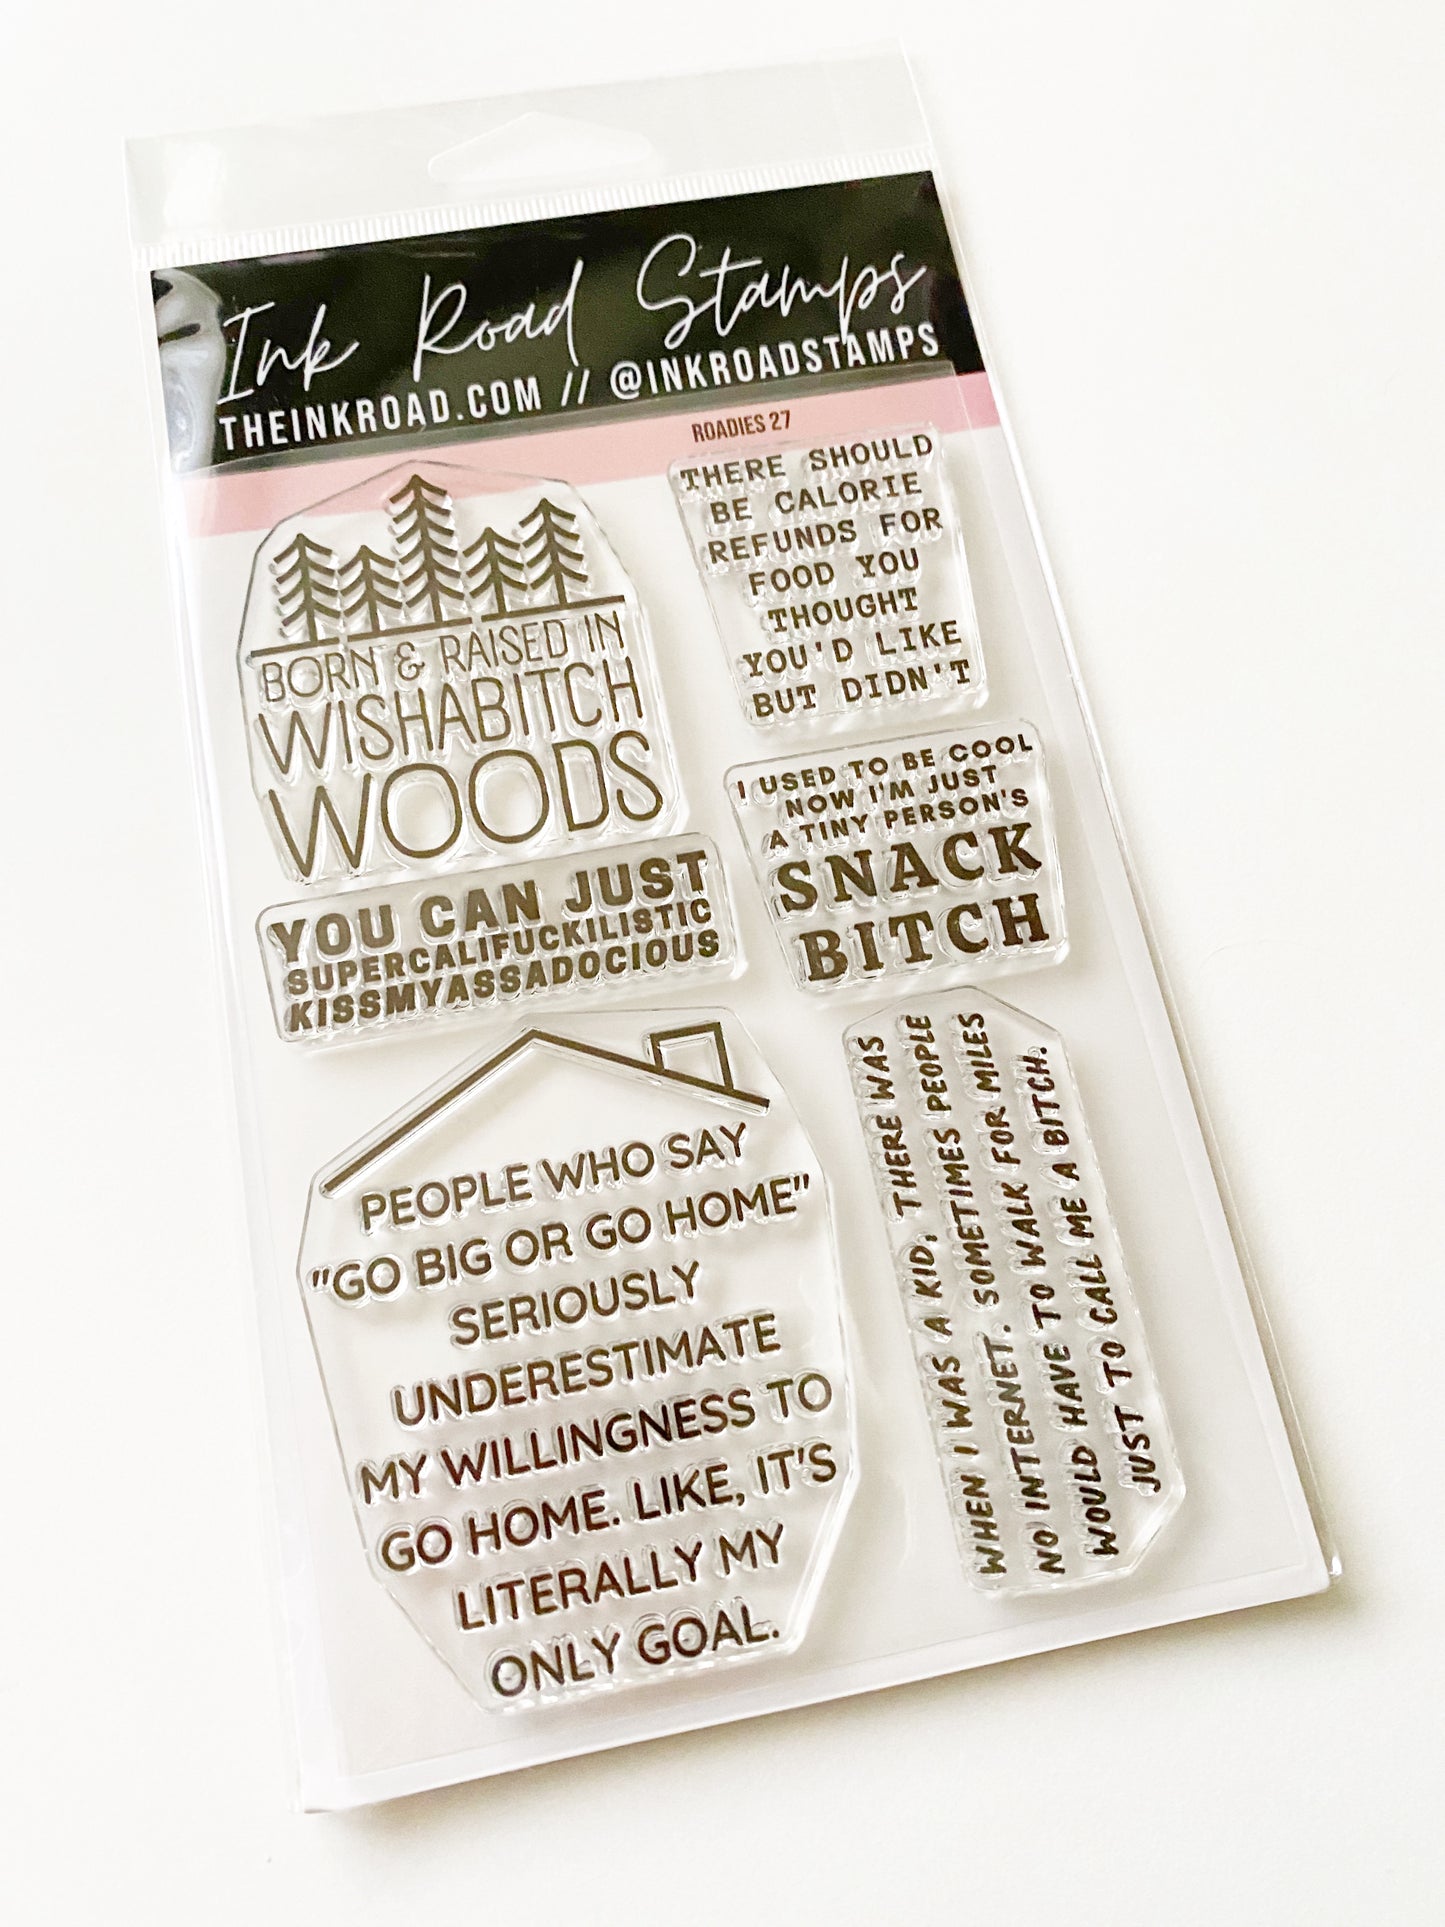 Ink Road Stamps
THEINKROAD.COM // @INKROADSTAMPS
ROADIES 27
BORN & RAISED IN
WISHABITCH
WOODS
THERE SHOULD
BE CALORIE
REFUNDS FOR
FOOD YOU
THOUGHT
YOU'D LIKE
BUT DIDN'T
I USED TO BE COOL
NOW I'M JUST
A TINY PERSON'S
SNACK
BITCH
YOU CAN JUST
SUPERCALIFUCKILISTIC
KISSMYASSADOCIOUS
PEOPLE WHO SAY
"GO BIG OR GO HOME"
SERIOUSLY
UNDERESTIMATE
MY WILLINGNESS TO
GO HOME. LIKE, IT'S
LITERALLY MY
ONLY GOAL.
WHEN I WAS A KID, THERE WAS
NO INTERNET. SOMETIMES PEOPLE
WOULD HAVE TO WALK FOR MILES
JUST TO CALL ME A BITCH.